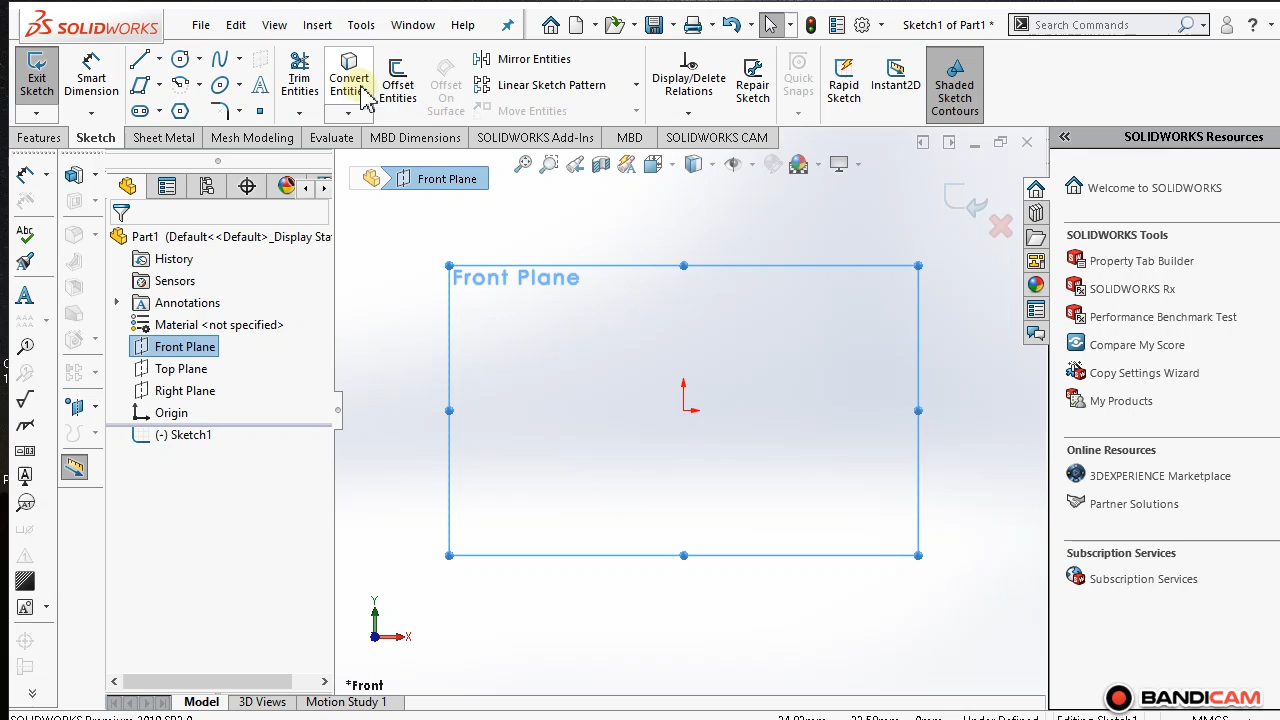 SOLIDWORKS
File Edit View Insert Tools Window Help
Sketch1 of Part1 *
Search Commands
Exit Sketch
Smart Dimension
Trim Entities
Convert Entities
Offset Entities
Offset On Surface
Mirror Entities
Linear Sketch Pattern
Move Entities
Display/Delete Relations
Repair Sketch
Quick Snaps
Rapid Sketch
Instant2D
Shaded Sketch Contours
Features Sketch Sheet Metal Mesh Modeling Evaluate MBD Dimensions SOLIDWORKS Add-Ins MBD SOLIDWORKS CAM
Front Plane
Part1 (Default<<Default>_Display Sta
History
Sensors
Annotations
Material <not specified>
Front Plane
Top Plane
Right Plane
Origin
(-) Sketch1
Front Plane
Y
X
*Front
SOLIDWORKS Resources
Welcome to SOLIDWORKS
SOLIDWORKS Tools
Property Tab Builder
SOLIDWORKS Rx
Performance Benchmark Test
Compare My Score
Copy Settings Wizard
My Products
Online Resources
3DEXPERIENCE Marketplace
Partner Solutions
Subscription Services
Subscription Services
Model 3D Views Motion Study 1
BANDICAM